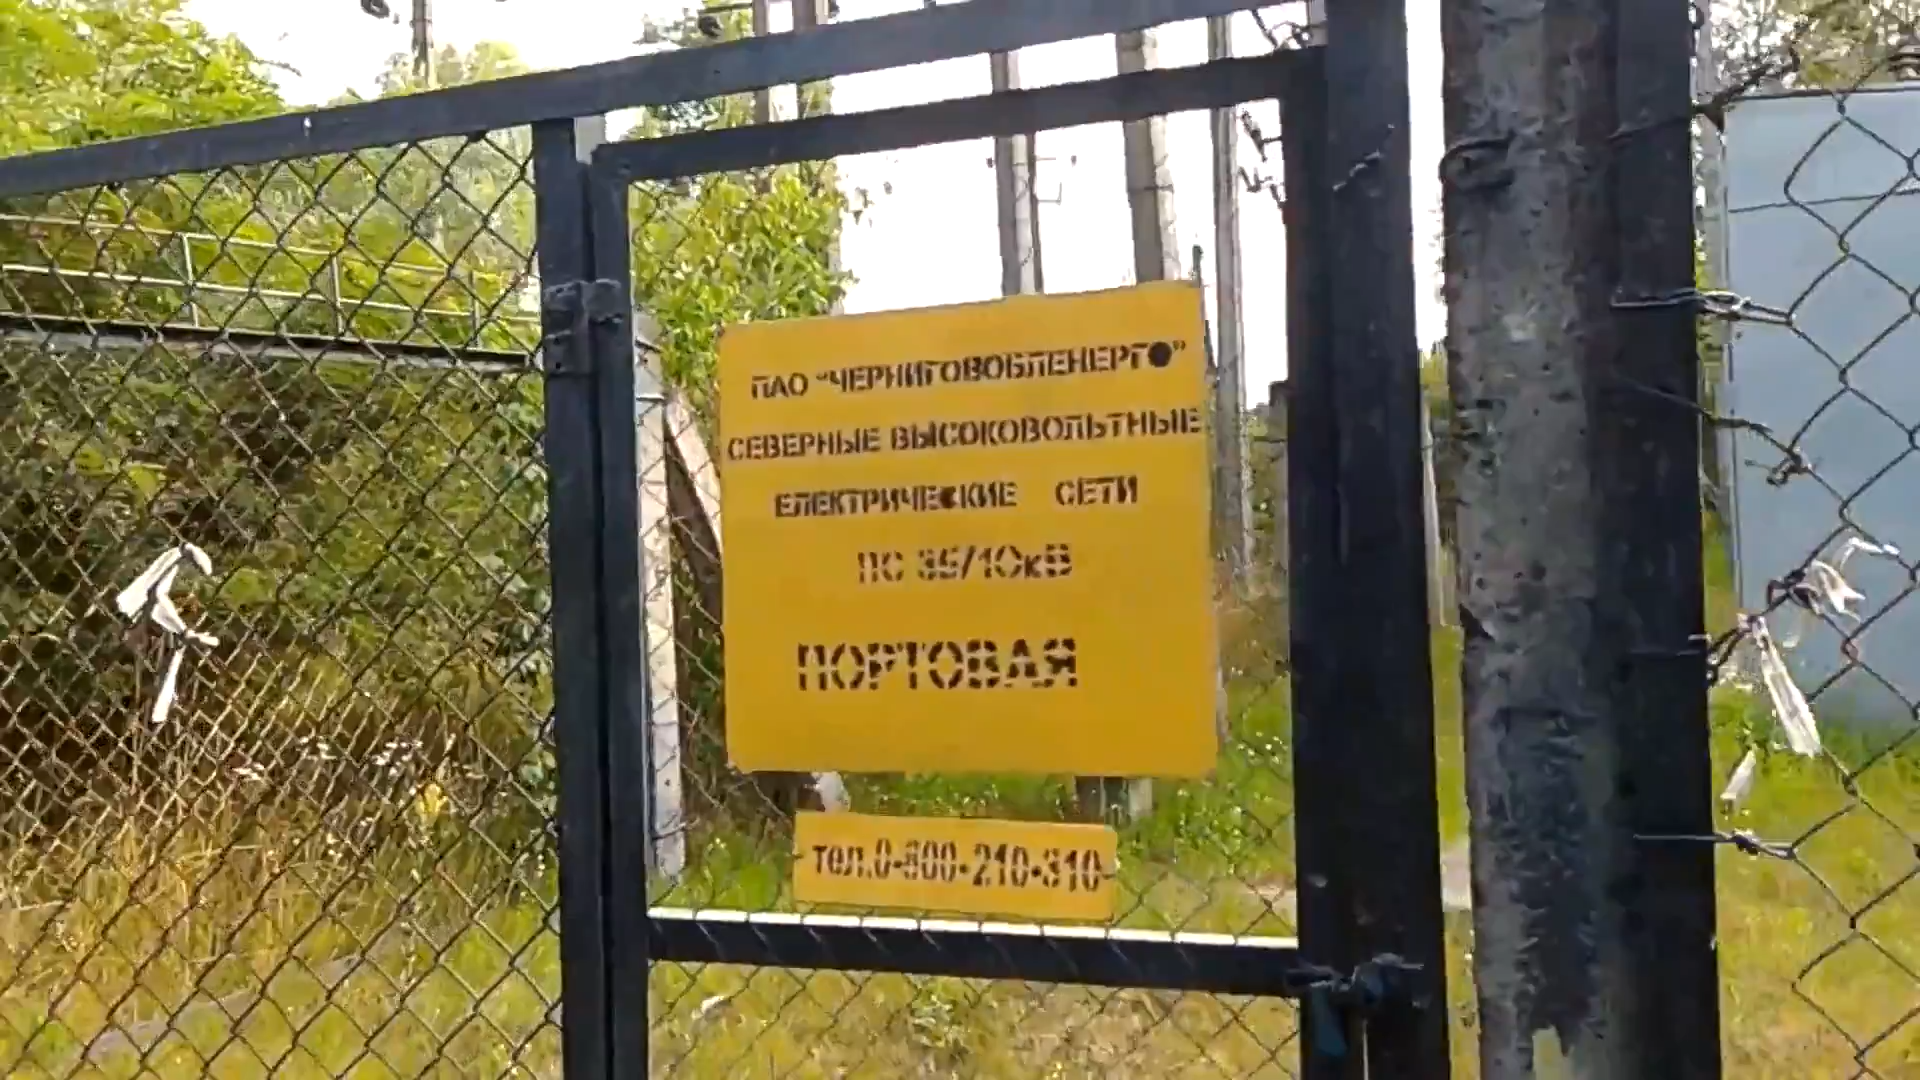 ПАО "ЧЕРНИГОВОБЛЕНЕРГО"
СЕВЕРНЫЕ ВЫСОКОВОЛЬТНЫЕ
ЕЛЕКТРИЧЕСКИЕ СЕТИ
ПС 35/10кВ
ПОРТОВАЯ
тел.0-800-210-310